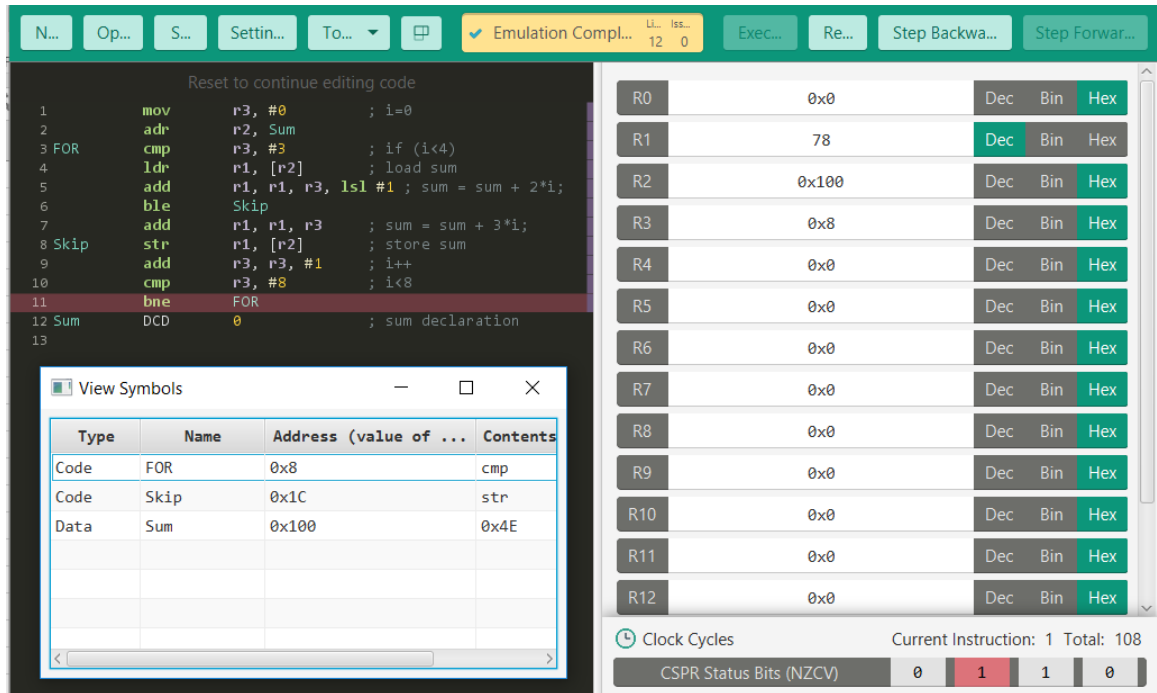 N... Op... S... Settin... To... Emulation Compl... Li... Iss... Exec... Re... Step Backwa... Step Forwar...
12 0
Reset to continue editing code
1 mov r3, #0 ; i=0
2 adr r2, Sum
3 FOR cmp r3, #3 ; if (i<4)
4 ldr r1, [r2] ; load sum
5 add r1, r1, r3, lsl #1 ; sum = sum + 2*i;
6 ble Skip
7 add r1, r1, r3 ; sum = sum + 3*i;
8 Skip str r1, [r2] ; store sum
9 add r3, r3, #1 ; i++
10 cmp r3, #8 ; i<8
11 bne FOR
12 Sum DCD 0 ; sum declaration
13
View Symbols
Type Name Address (value of ... Contents
Code FOR 0x8 cmp
Code Skip 0x1C str
Data Sum 0x100 0x4E
R0 0x0 Dec Bin Hex
R1 78 Dec Bin Hex
R2 0x100 Dec Bin Hex
R3 0x8 Dec Bin Hex
R4 0x0 Dec Bin Hex
R5 0x0 Dec Bin Hex
R6 0x0 Dec Bin Hex
R7 0x0 Dec Bin Hex
R8 0x0 Dec Bin Hex
R9 0x0 Dec Bin Hex
R10 0x0 Dec Bin Hex
R11 0x0 Dec Bin Hex
R12 0x0 Dec Bin Hex
Clock Cycles Current Instruction: 1 Total: 108
CSPR Status Bits (NZCV) 0 1 1 0